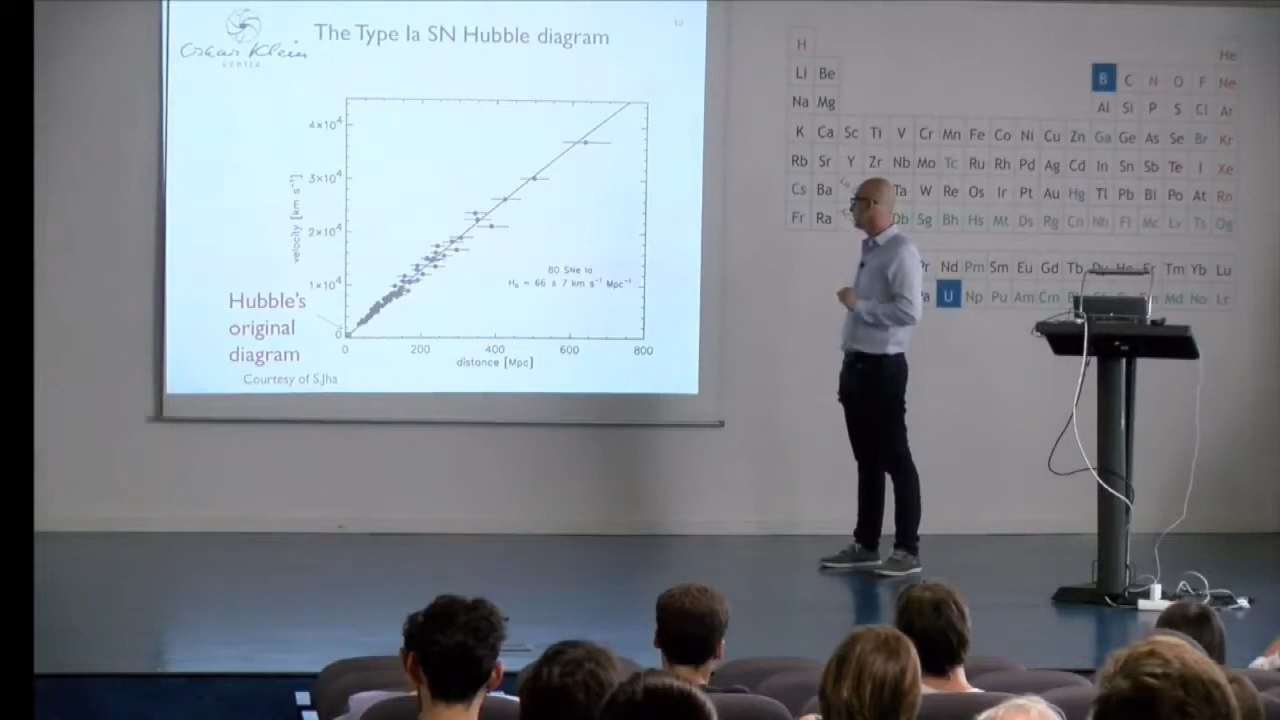 Oskar Klein
CENTRE
The Type Ia SN Hubble diagram
32
4×10⁴
3×10⁴
2×10⁴
1×10⁴
0
velocity [km s⁻¹]
80 SNe Ia
H₀ = 66 ± 7 km s⁻¹ Mpc⁻¹
0 200 400 600 800
distance [Mpc]
Hubble's
original
diagram
Courtesy of S.Jha
H He
Li Be B C N O F Ne
Na Mg Al Si P S Cl Ar
K Ca Sc Ti V Cr Mn Fe Co Ni Cu Zn Ga Ge As Se Br Kr
Rb Sr Y Zr Nb Mo Tc Ru Rh Pd Ag Cd In Sn Sb Te I Xe
Cs Ba Ta W Re Os Ir Pt Au Hg Tl Pb Bi Po At Rn
Fr Ra Db Sg Bh Hs Mt Ds Rg Cn Nh Fl Mc Lv Ts Og
Nd Pm Sm Eu Gd Tb Dy Ho Er Tm Yb Lu
U Np Pu Am Cm Md No Lr